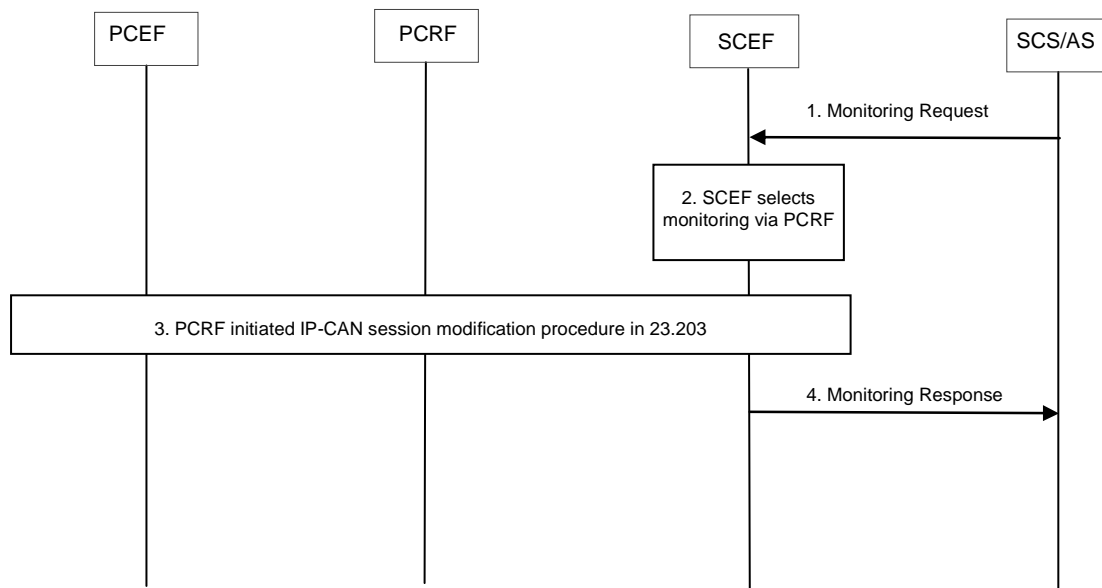 PCEF
PCRF
SCEF
SCS/AS
1. Monitoring Request
2. SCEF selects
monitoring via PCRF
3. PCRF initiated IP-CAN session modification procedure in 23.203
4. Monitoring Response